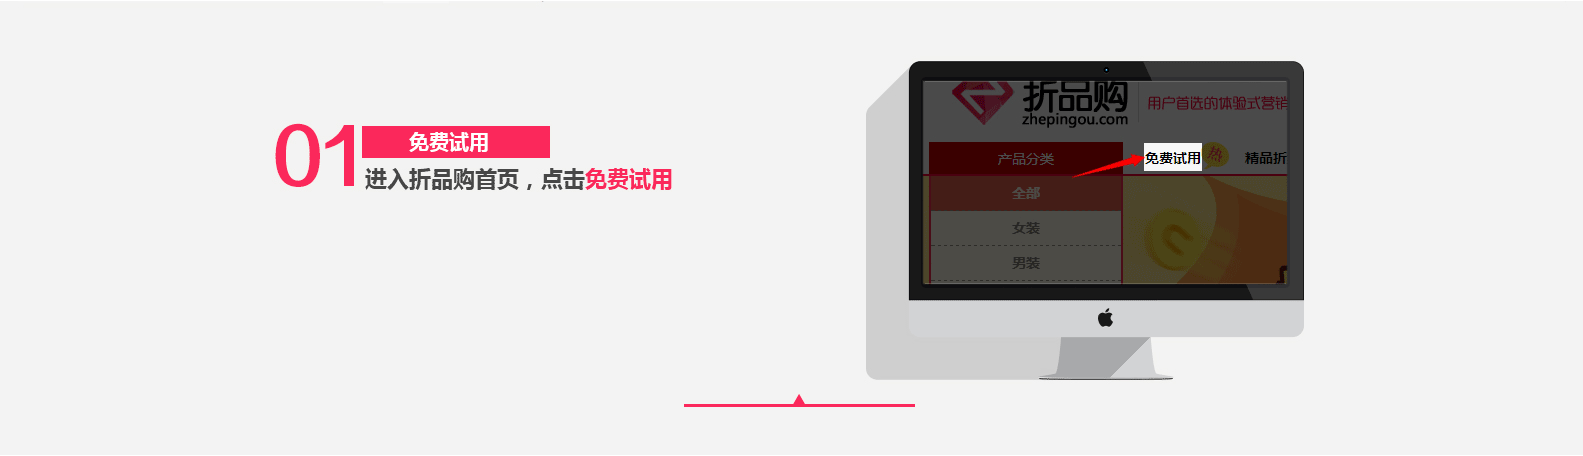 01
免费试用
进入折品购首页，点击免费试用
折品购
zhepingou.com
用户首选的体验式营销
产品分类
免费试用
热
精品折
全部
女装
男装